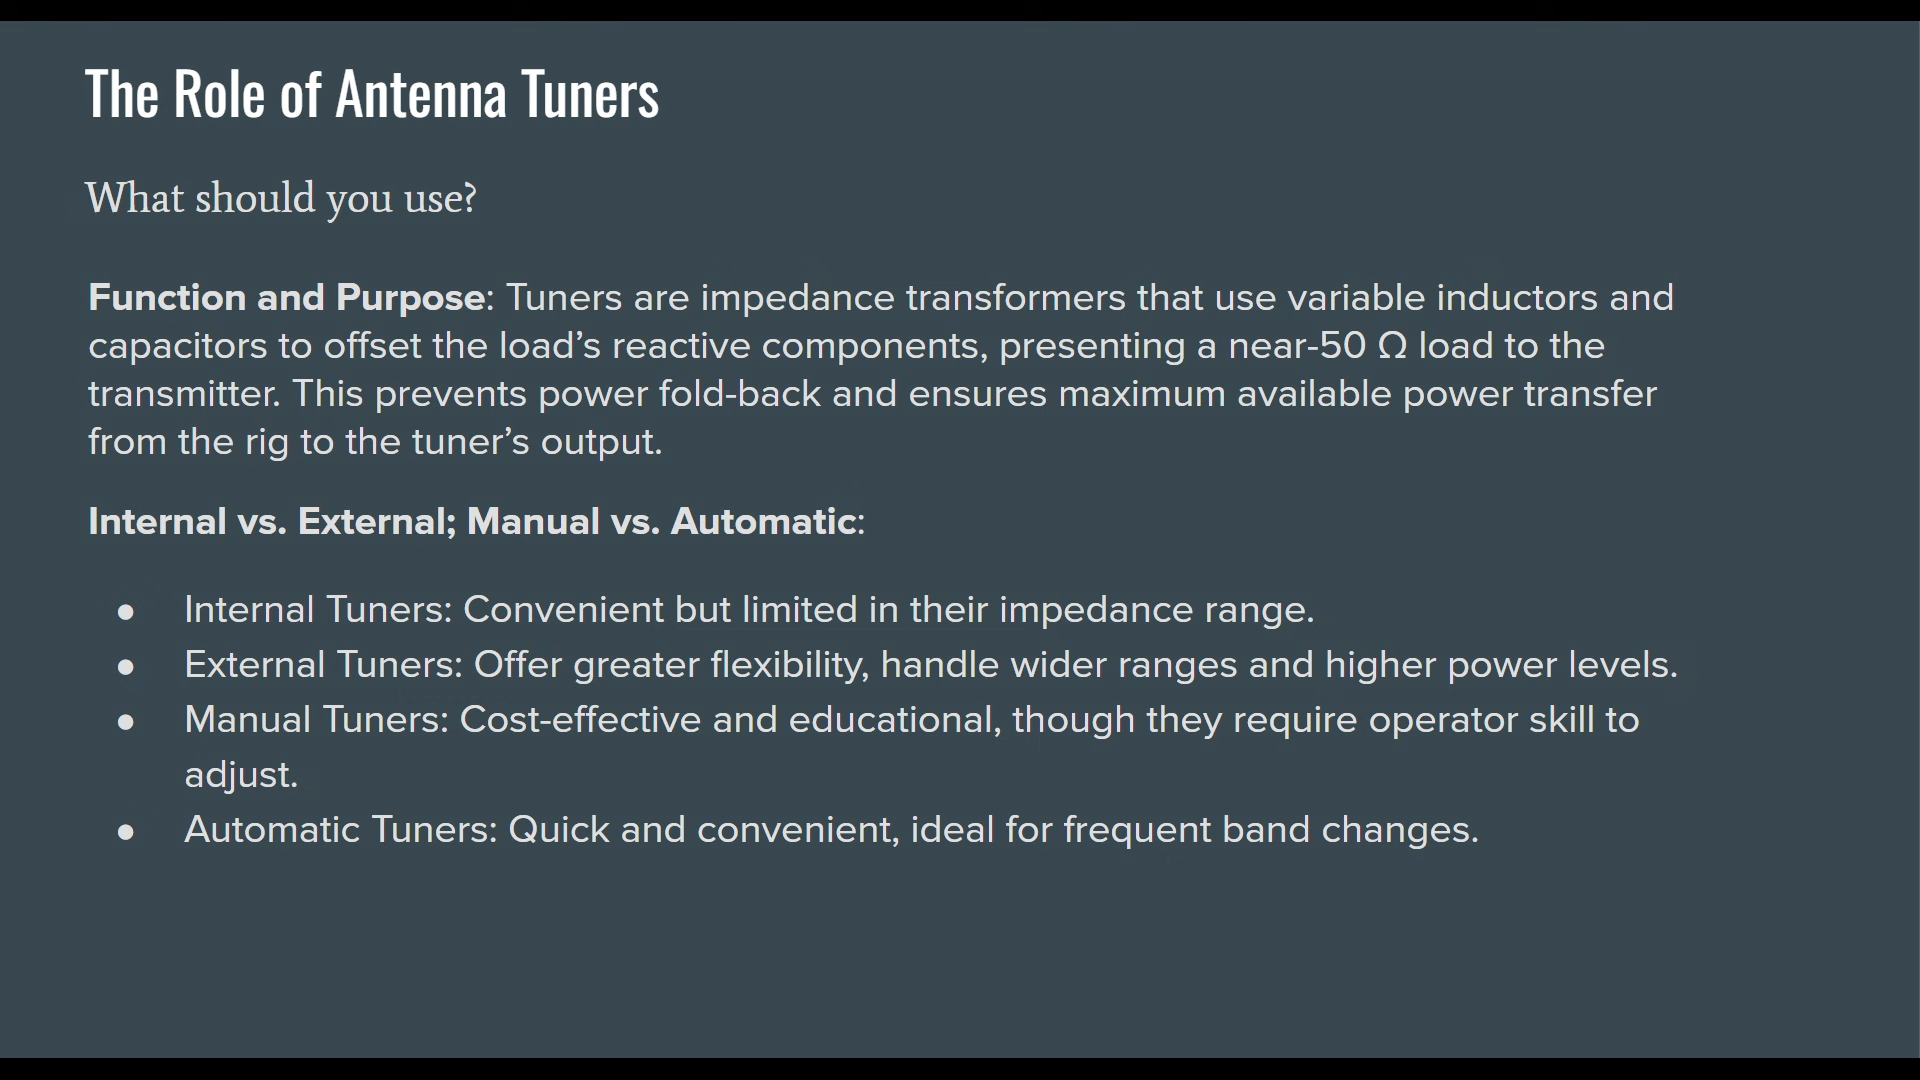 The Role of Antenna Tuners
What should you use?
Function and Purpose: Tuners are impedance transformers that use variable inductors and
capacitors to offset the load’s reactive components, presenting a near-50 Ω load to the
transmitter. This prevents power fold-back and ensures maximum available power transfer
from the rig to the tuner’s output.
Internal vs. External; Manual vs. Automatic:
● Internal Tuners: Convenient but limited in their impedance range.
● External Tuners: Offer greater flexibility, handle wider ranges and higher power levels.
● Manual Tuners: Cost-effective and educational, though they require operator skill to
adjust.
● Automatic Tuners: Quick and convenient, ideal for frequent band changes.